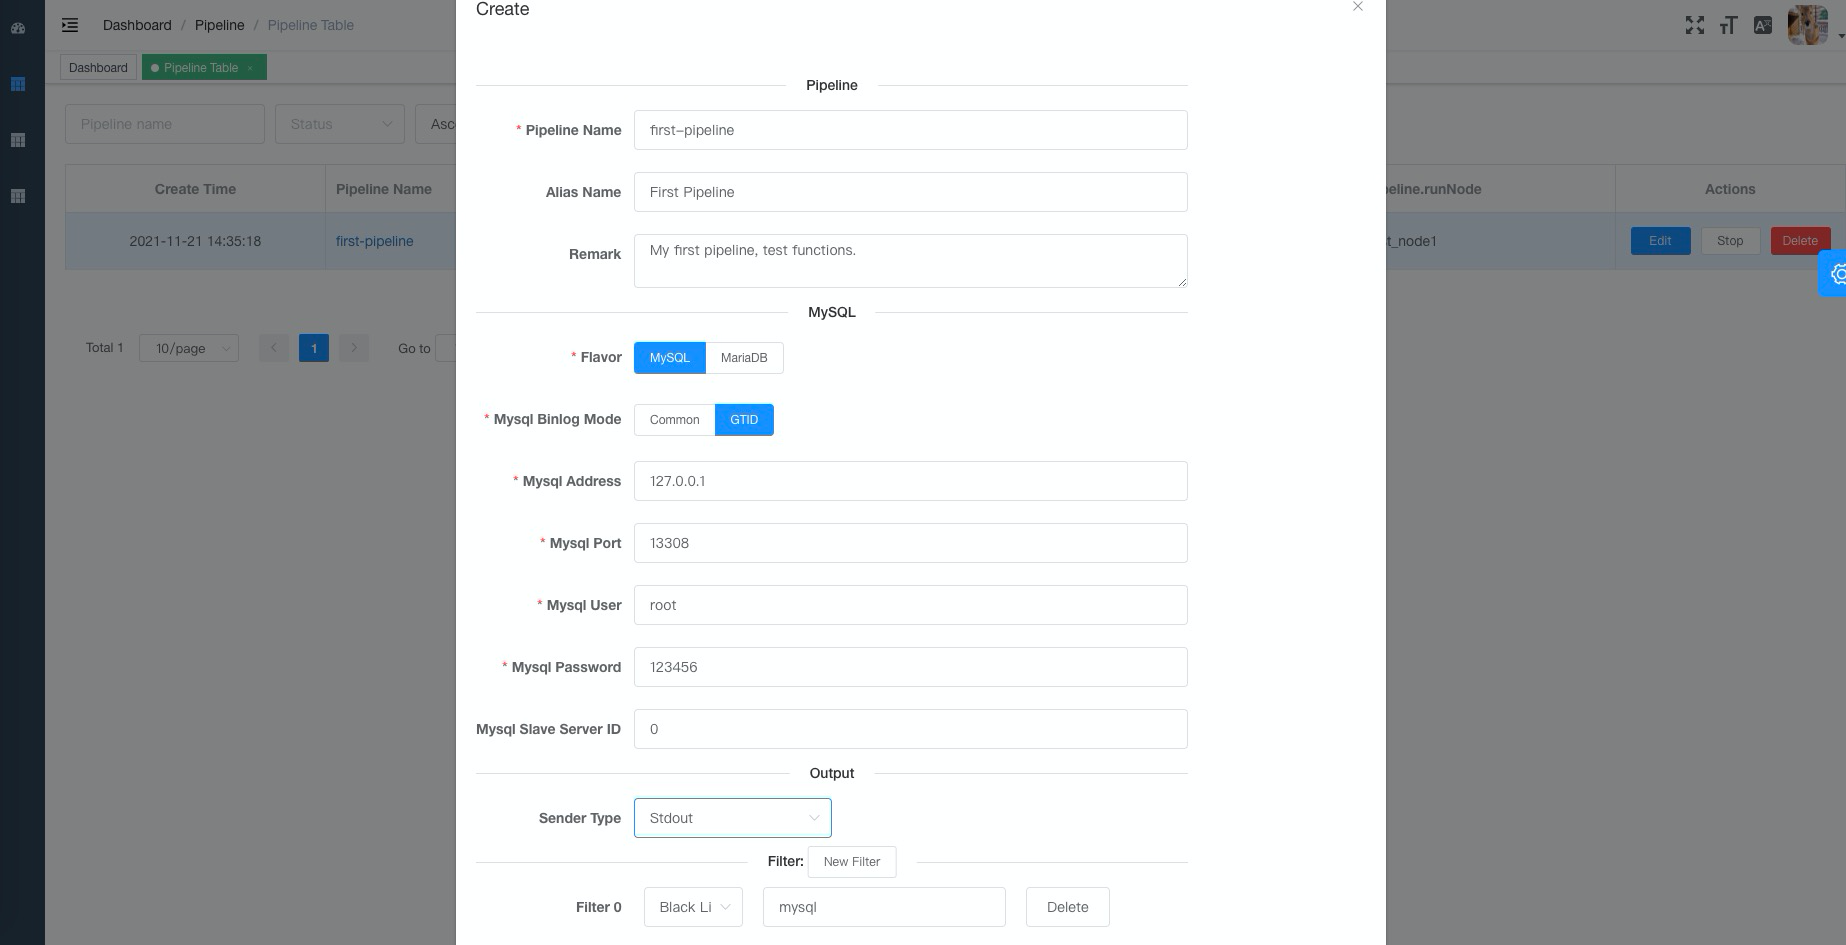 Create
Dashboard / Pipeline / Pipeline Table
Dashboard
Pipeline Table
Pipeline name
Status
Create Time
Pipeline Name
Actions
2021-11-21 14:35:18
first-pipeline
Edit
Stop
Delete
Total 1
10/page
1
Go to
Pipeline
* Pipeline Name
first-pipeline
Alias Name
First Pipeline
Remark
My first pipeline, test functions.
MySQL
* Flavor
MySQL
MariaDB
* Mysql Binlog Mode
Common
GTID
* Mysql Address
127.0.0.1
* Mysql Port
13308
* Mysql User
root
* Mysql Password
123456
Mysql Slave Server ID
0
Output
Sender Type
Stdout
Filter:
New Filter
Filter 0
Black Li
mysql
Delete